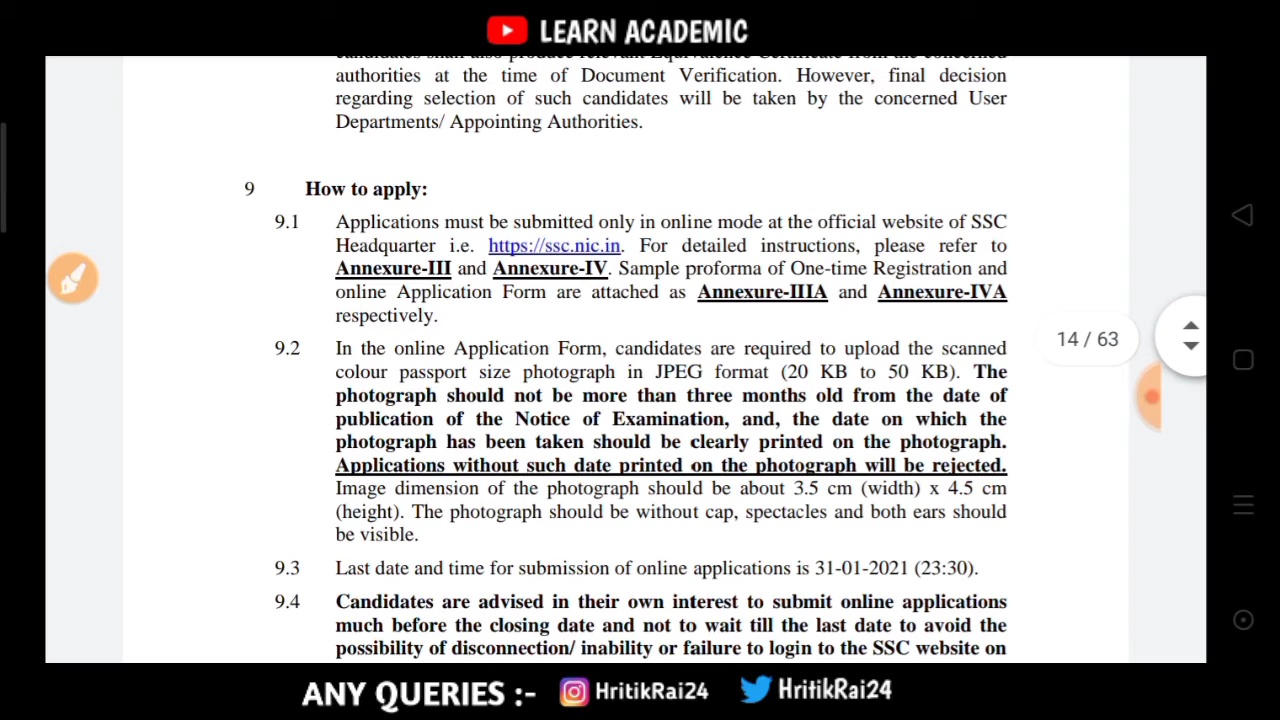 LEARN ACADEMIC
candidates shall also produce relevant Equivalence Certificate from the concerned
authorities at the time of Document Verification. However, final decision
regarding selection of such candidates will be taken by the concerned User
Departments/ Appointing Authorities.
9 How to apply:
9.1 Applications must be submitted only in online mode at the official website of SSC
Headquarter i.e. https://ssc.nic.in. For detailed instructions, please refer to
Annexure-III and Annexure-IV. Sample proforma of One-time Registration and
online Application Form are attached as Annexure-IIIA and Annexure-IVA
respectively.
14 / 63
9.2 In the online Application Form, candidates are required to upload the scanned
colour passport size photograph in JPEG format (20 KB to 50 KB). The
photograph should not be more than three months old from the date of
publication of the Notice of Examination, and, the date on which the
photograph has been taken should be clearly printed on the photograph.
Applications without such date printed on the photograph will be rejected.
Image dimension of the photograph should be about 3.5 cm (width) x 4.5 cm
(height). The photograph should be without cap, spectacles and both ears should
be visible.
9.3 Last date and time for submission of online applications is 31-01-2021 (23:30).
9.4 Candidates are advised in their own interest to submit online applications
much before the closing date and not to wait till the last date to avoid the
possibility of disconnection/ inability or failure to login to the SSC website on
ANY QUERIES :- HritikRai24 HritikRai24